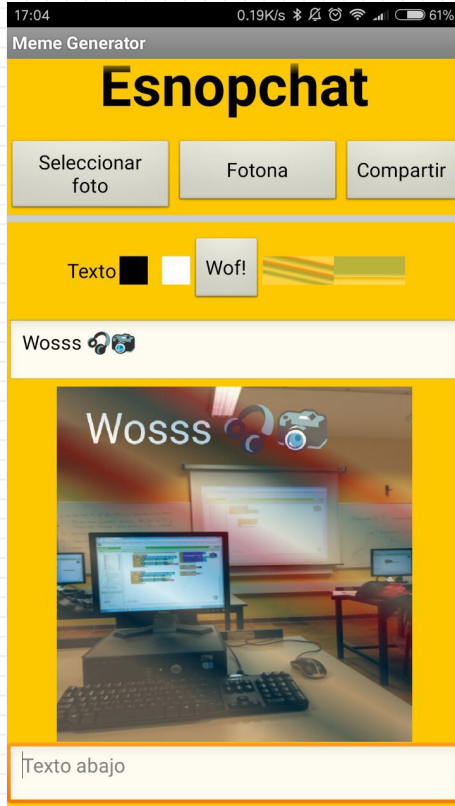 17:04 0.19K/s 61%
Meme Generator
Esnopchat
Seleccionar
foto
Fotona
Compartir
Texto
Wof!
Wosss 🎧📷
Wosss 🎧📷
Texto abajo